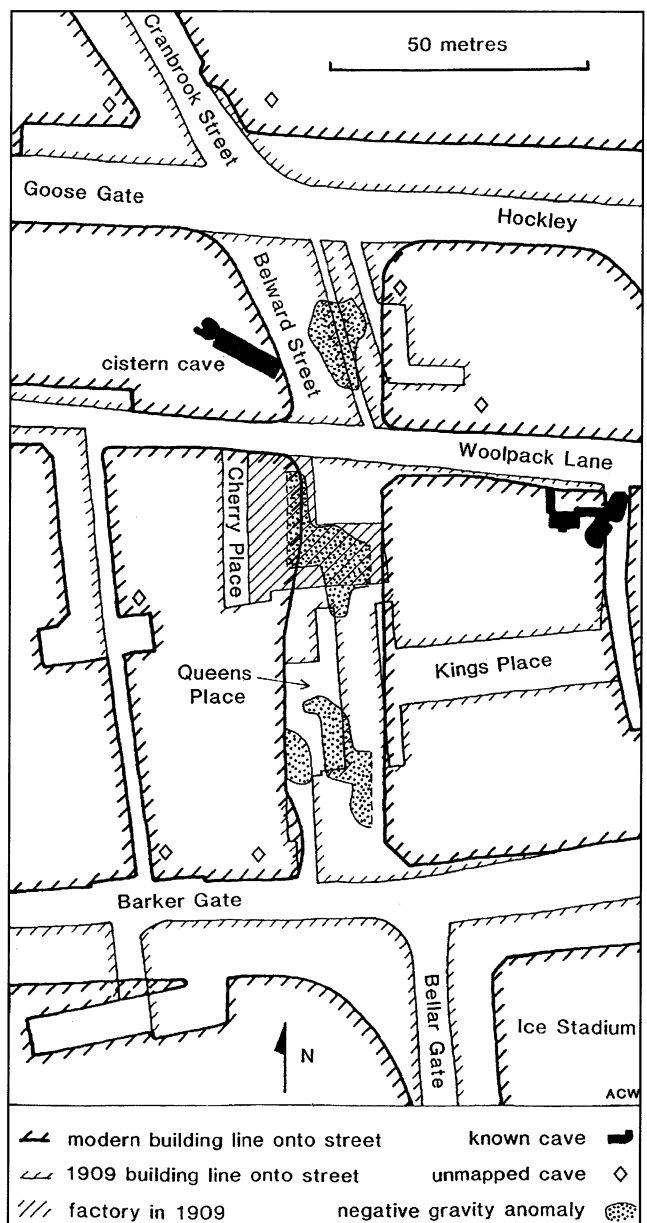 Cranbrook Street
50 metres
Goose Gate
Hockley
Belward Street
cistern cave
Woolpack Lane
Cherry Place
Queens
Place
Kings Place
Barker Gate
Bellar Gate
Ice Stadium
N
ACW
modern building line onto street
known cave
1909 building line onto street
unmapped cave
factory in 1909
negative gravity anomaly